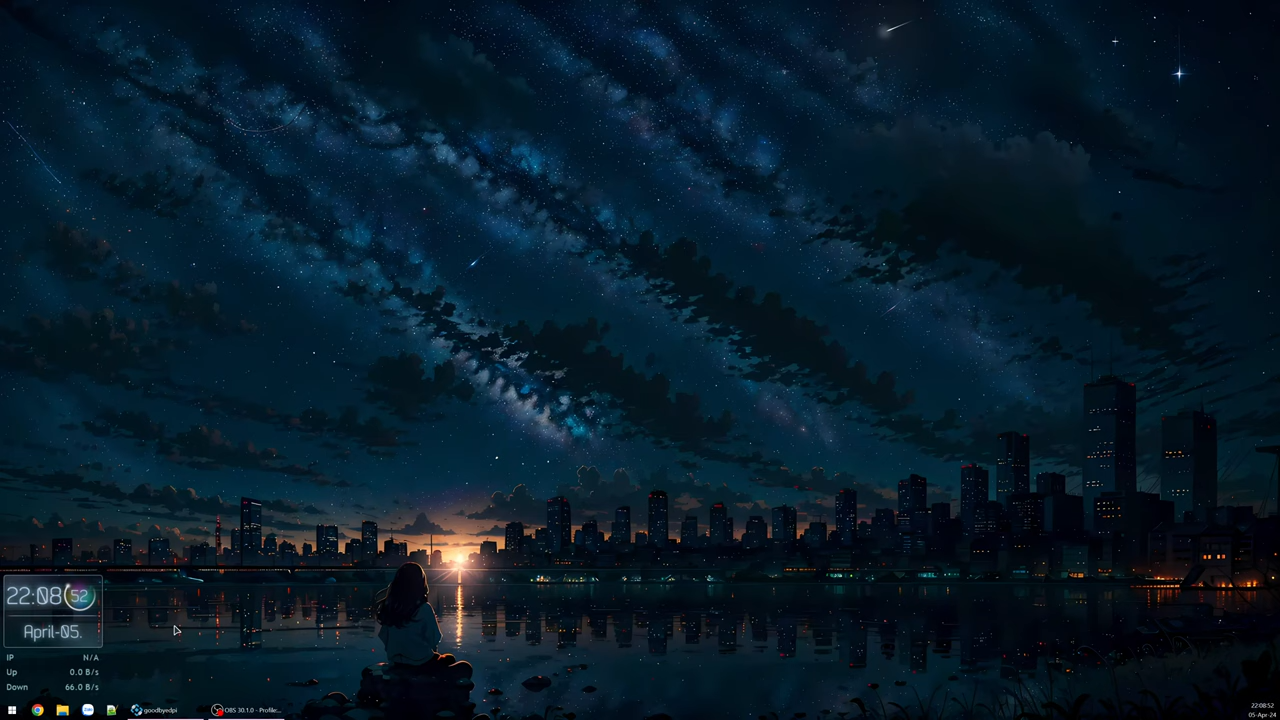 22:08 52
April-05.
IP N/A
Up 0.0 B/s
Down 66.0 B/s
Zalo
goodbyedpi
OBS 30.1.0 - Profile:...
22:08:52
05-Apr-24